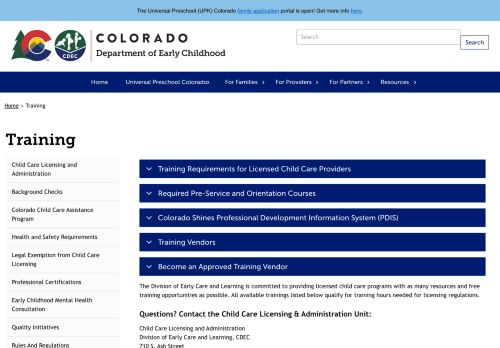 The Universal Preschool (UPK) Colorado family application portal is open! Get more info here.
COLORADO
Department of Early Childhood
CDEC
Search
Search
Home
Universal Preschool Colorado
For Families
For Providers
For Partners
Resources
Home › Training
Training
Child Care Licensing and
Administration
Background Checks
Colorado Child Care Assistance
Program
Health and Safety Requirements
Legal Exemption from Child Care
Licensing
Professional Certifications
Early Childhood Mental Health
Consultation
Quality Initiatives
Rules And Regulations
Training Requirements for Licensed Child Care Providers
Required Pre-Service and Orientation Courses
Colorado Shines Professional Development Information System (PDIS)
Training Vendors
Become an Approved Training Vendor
The Division of Early Care and Learning is committed to providing licensed child care programs with as many resources and free
training opportunities as possible. All available trainings listed below qualify for training hours needed for licensing regulations.
Questions? Contact the Child Care Licensing & Administration Unit:
Child Care Licensing and Administration
Division of Early Care and Learning, CDEC
710 S. Ash Street